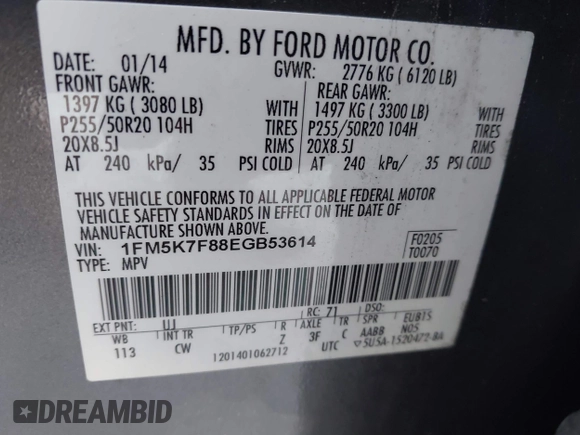 MFD. BY FORD MOTOR CO.
DATE: 01/14 GVWR: 2776 KG ( 6120 LB)
FRONT GAWR: REAR GAWR:
1397 KG ( 3080 LB) WITH 1497 KG ( 3300 LB) WITH
P255/50R20 104H TIRES P255/50R20 104H TIRES
20X8.5J RIMS 20X8.5J RIMS
AT 240 kPa/ 35 PSI COLD AT 240 kPa/ 35 PSI COLD
THIS VEHICLE CONFORMS TO ALL APPLICABLE FEDERAL MOTOR
VEHICLE SAFETY STANDARDS IN EFFECT ON THE DATE OF
MANUFACTURE SHOWN ABOVE.
VIN: 1FM5K7F88EGB53614 F0205
TYPE: MPV T0070
RC: 71 DSO:
EXT PNT: UJ
WB INT TR TP/PS R AXLE TR SPR EUB15
113 CW Z 3F C AABB N05
1201401062712 UTC 5USA-1520472-BA
DREAMBID